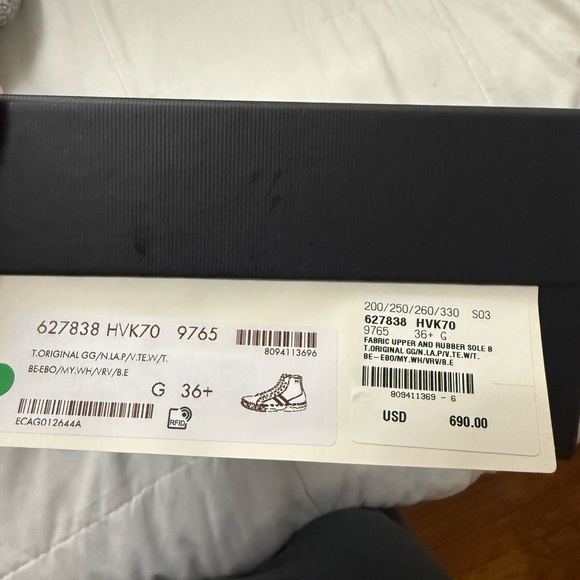 627838 HVK70 9765
8094113696
T.ORIGINAL GG/N.LA.P/V.TE.W/T.
BE-EBO/MY.WH/VRV/B.E
G 36+
RFID
ECAG012644A
200/250/260/330 S03
627838 HVK70
9765 36+ G
FABRIC UPPER AND RUBBER SOLE B
T.ORIGINAL GG/N.LA.P/V.TE.W/T.
BE-EBO/MY.WH/VRV/B.E
809411369 - 6
USD 690.00